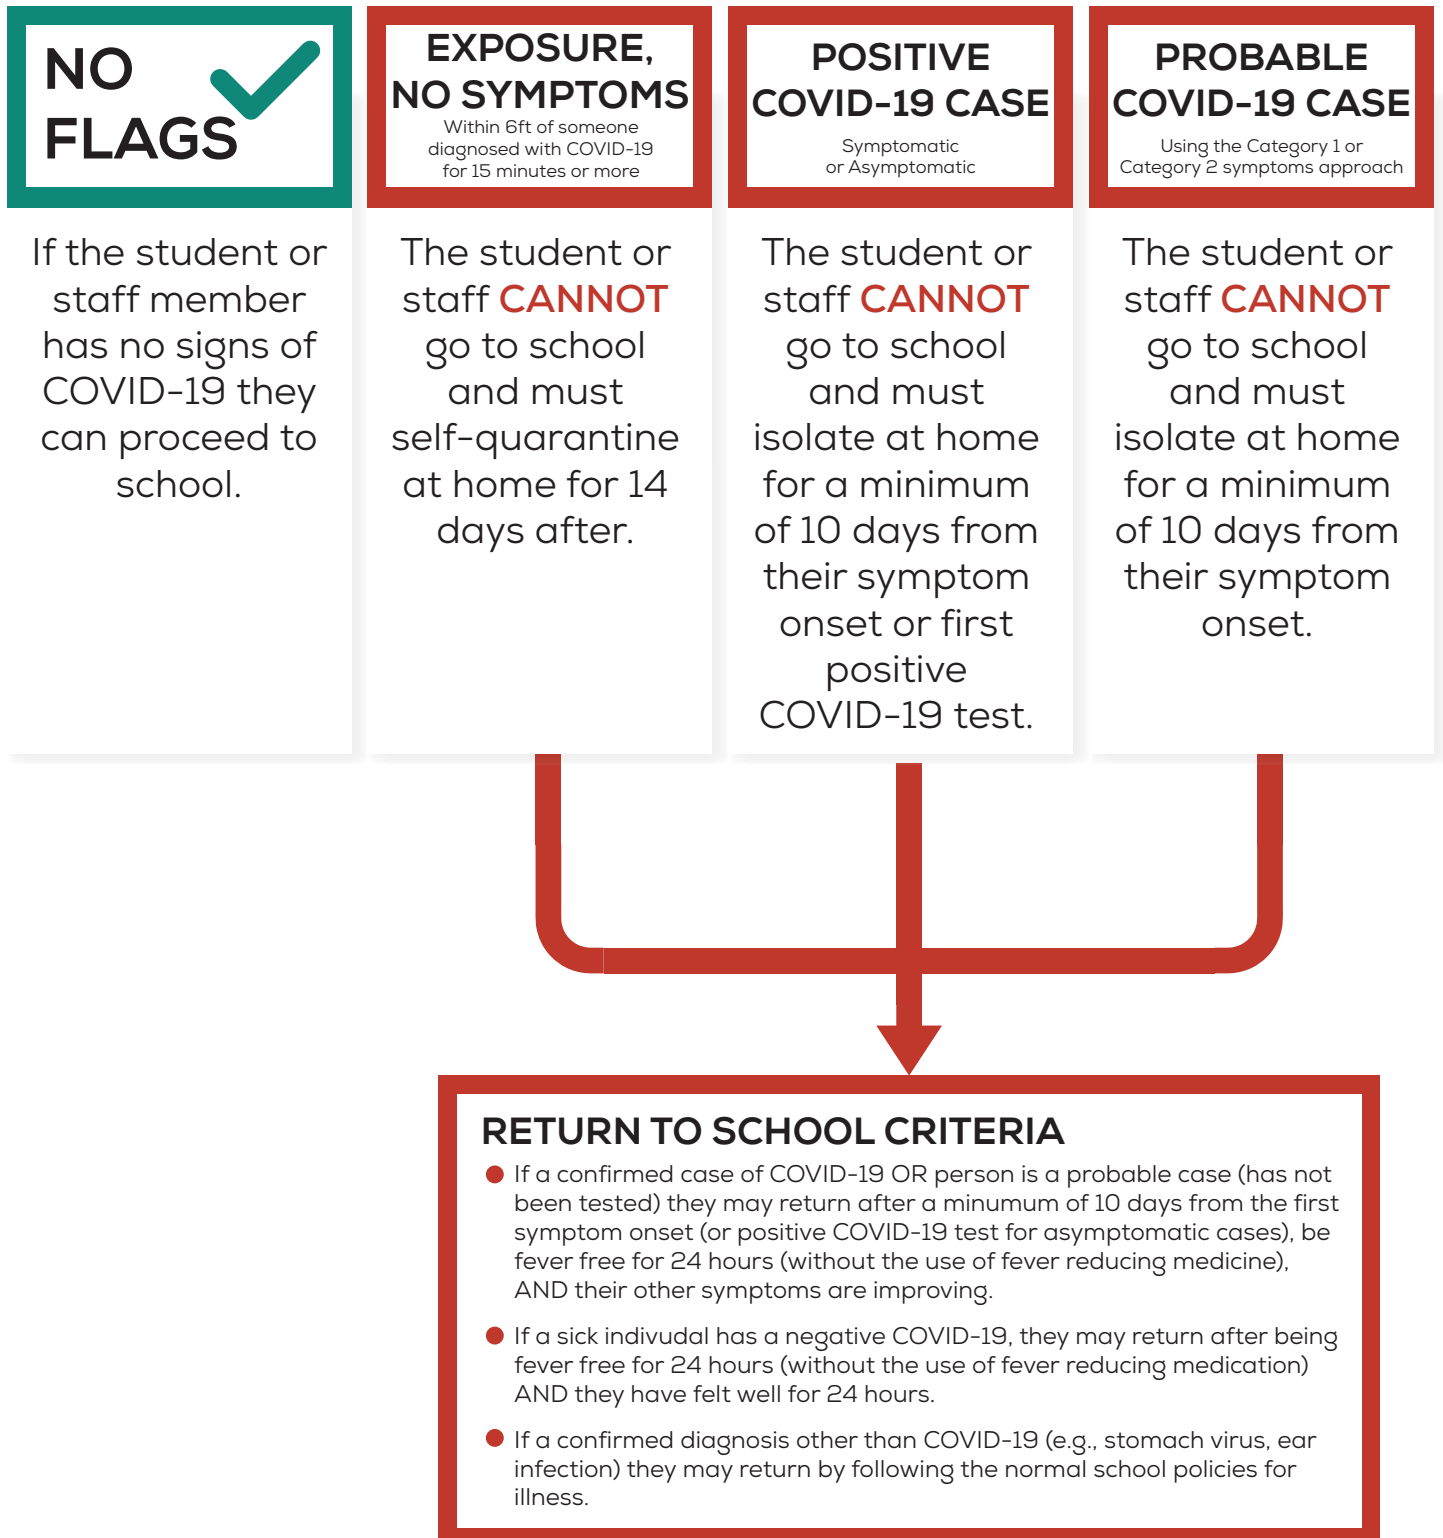 NO
FLAGS
If the student or
staff member
has no signs of
COVID-19 they
can proceed to
school.
EXPOSURE,
NO SYMPTOMS
Within 6ft of someone
diagnosed with COVID-19
for 15 minutes or more
The student or
staff CANNOT
go to school
and must
self-quarantine
at home for 14
days after.
POSITIVE
COVID-19 CASE
Symptomatic
or Asymptomatic
The student or
staff CANNOT
go to school
and must
isolate at home
for a minimum
of 10 days from
their symptom
onset or first
positive
COVID-19 test.
PROBABLE
COVID-19 CASE
Using the Category 1 or
Category 2 symptoms approach
The student or
staff CANNOT
go to school
and must
isolate at home
for a minimum
of 10 days from
their symptom
onset.
RETURN TO SCHOOL CRITERIA
If a confirmed case of COVID-19 OR person is a probable case (has not
been tested) they may return after a minumum of 10 days from the first
symptom onset (or positive COVID-19 test for asymptomatic cases), be
fever free for 24 hours (without the use of fever reducing medicine),
AND their other symptoms are improving.
If a sick indivudal has a negative COVID-19, they may return after being
fever free for 24 hours (without the use of fever reducing medication)
AND they have felt well for 24 hours.
If a confirmed diagnosis other than COVID-19 (e.g., stomach virus, ear
infection) they may return by following the normal school policies for
illness.